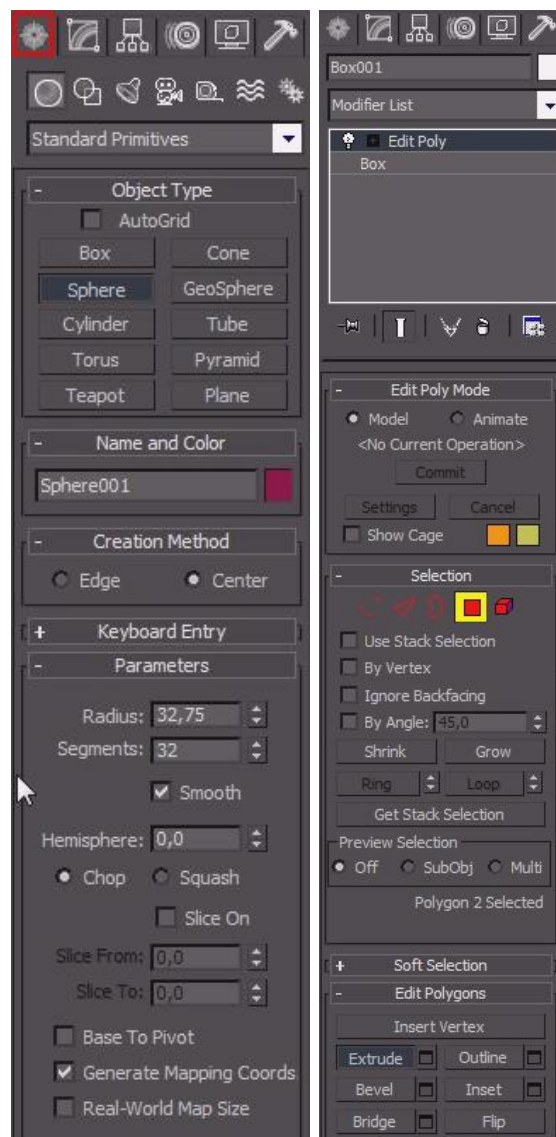 Standard Primitives
- Object Type
AutoGrid
Box Cone
Sphere GeoSphere
Cylinder Tube
Torus Pyramid
Teapot Plane
- Name and Color
Sphere001
- Creation Method
Edge Center
+ Keyboard Entry
- Parameters
Radius: 32,75
Segments: 32
Smooth
Hemisphere: 0,0
Chop Squash
Slice On
Slice From: 0,0
Slice To: 0,0
Base To Pivot
Generate Mapping Coords
Real-World Map Size
Box001
Modifier List
Edit Poly
Box
- Edit Poly Mode
Model Animate
<No Current Operation>
Commit
Settings Cancel
Show Cage
- Selection
Use Stack Selection
By Vertex
Ignore Backfacing
By Angle: 45,0
Shrink Grow
Ring Loop
Get Stack Selection
Preview Selection
Off SubObj Multi
Polygon 2 Selected
+ Soft Selection
- Edit Polygons
Insert Vertex
Extrude Outline
Bevel Inset
Bridge Flip